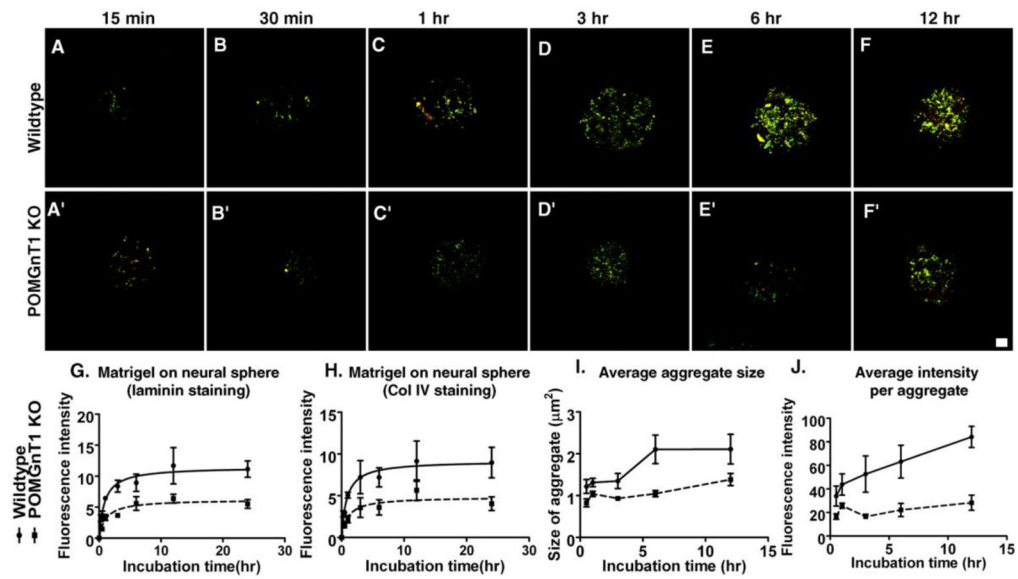 15 min 30 min 1 hr 3 hr 6 hr 12 hr
Wildtype
A B C D E F
POMGnT1 KO
A' B' C' D' E' F'
Wildtype
POMGnT1 KO
G. Matrigel on neural sphere
(laminin staining)
Fluorescence intensity
20
15
10
5
0
0 10 20 30
Incubation time(hr)
H. Matrigel on neural sphere
(Col IV staining)
Fluorescence intensity
15
10
5
0
0 10 20 30
Incubation time(hr)
I. Average aggregate size
Size of aggregate (μm²)
3
2
1
0
0 5 10 15
Incubation time (hr)
J. Average intensity
per aggregate
Fluorescence intensity
100
80
60
40
20
0
0 5 10 15
Incubation time (hr)